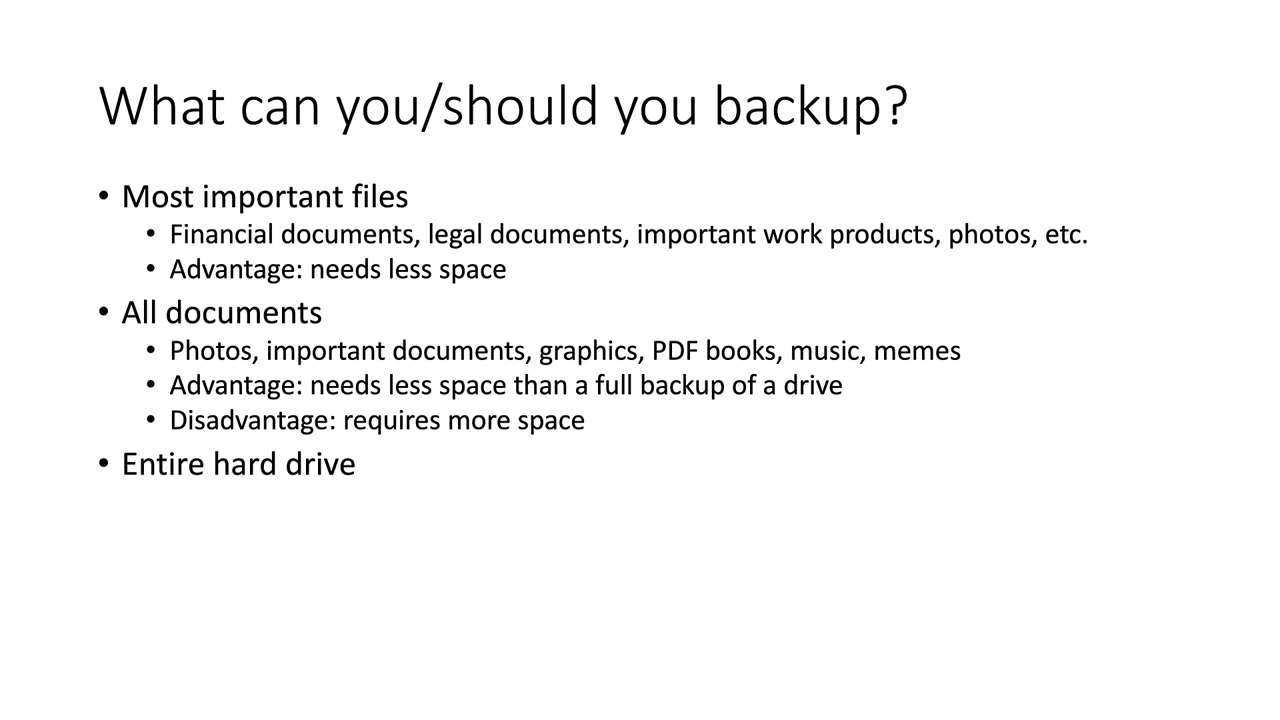 What can you/should you backup?
• Most important files
• Financial documents, legal documents, important work products, photos, etc.
• Advantage: needs less space
• All documents
• Photos, important documents, graphics, PDF books, music, memes
• Advantage: needs less space than a full backup of a drive
• Disadvantage: requires more space
• Entire hard drive